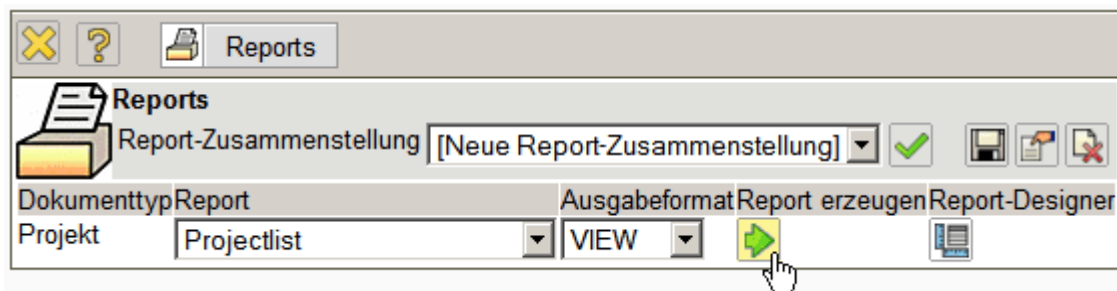 Reports
Reports
Report-Zusammenstellung [Neue Report-Zusammenstellung]
Dokumenttyp Report Ausgabeformat Report erzeugen Report-Designer
Projekt Projectlist VIEW